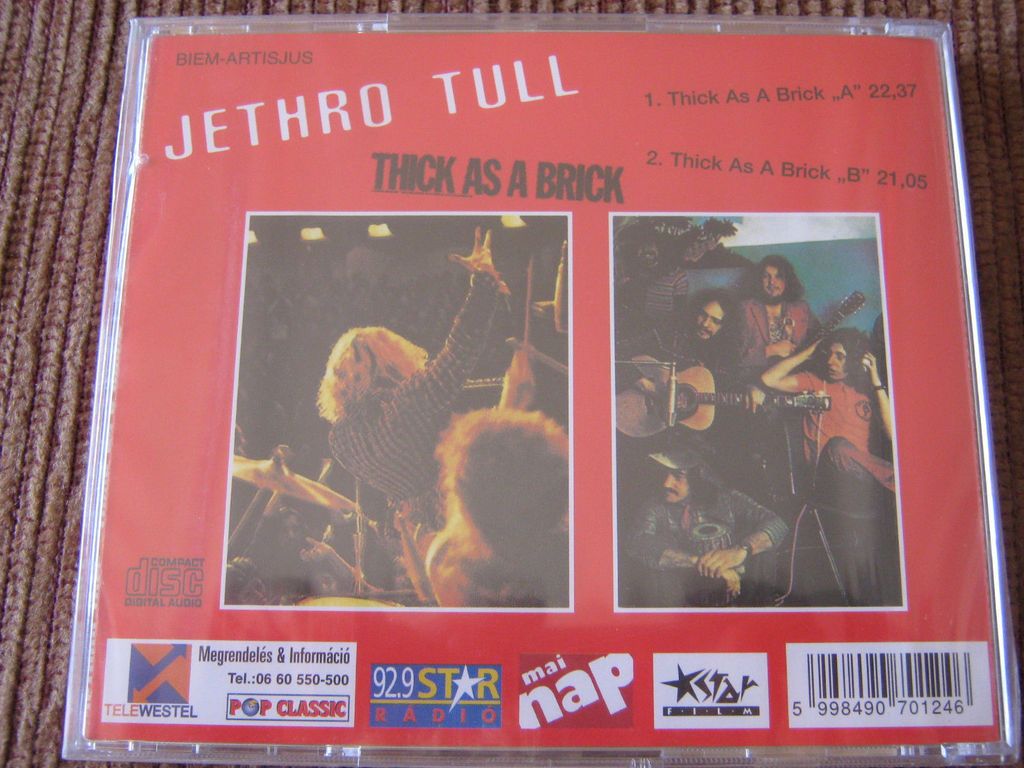 BIEM-ARTISJUS
JETHRO TULL
THICK AS A BRICK
1. Thick As A Brick „A” 22,37
2. Thick As A Brick „B” 21,05
COMPACT
disc
DIGITAL AUDIO
TELEWESTEL
Megrendelés & Információ
Tel.:06 60 550-500
POP CLASSIC
92.9 STAR
RÁDIÓ
mai
nap
STAR
FILM
5 998490 701246